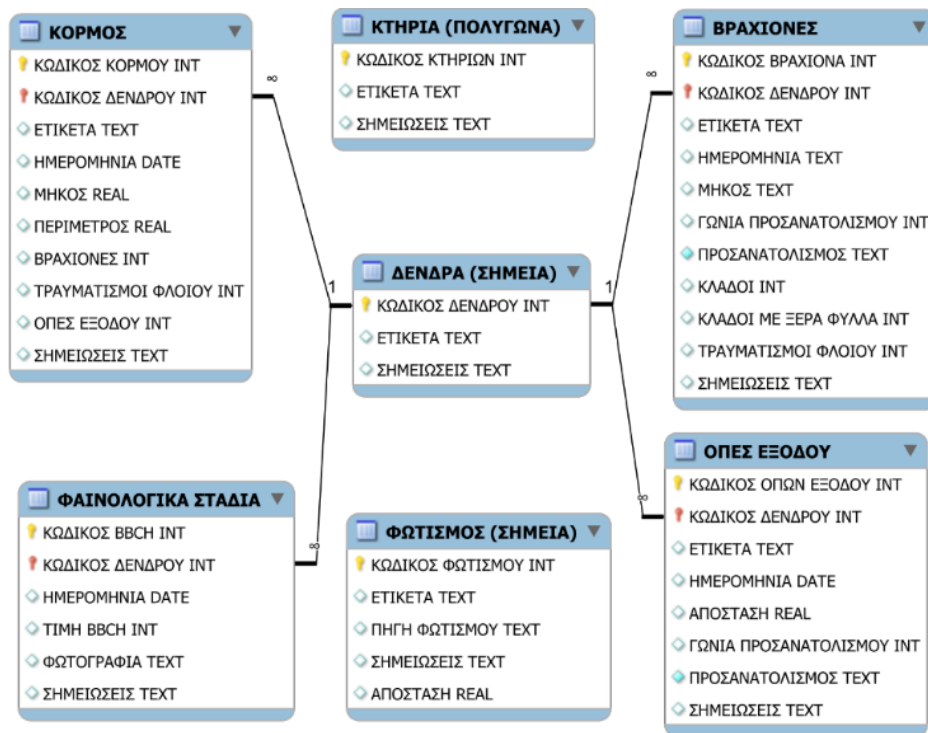 ΚΟΡΜΟΣ
ΚΩΔΙΚΟΣ ΚΟΡΜΟΥ INT
ΚΩΔΙΚΟΣ ΔΕΝΔΡΟΥ INT
ΕΤΙΚΕΤΑ TEXT
ΗΜΕΡΟΜΗΝΙΑ DATE
ΜΗΚΟΣ REAL
ΠΕΡΙΜΕΤΡΟΣ REAL
ΒΡΑΧΙΟΝΕΣ INT
ΤΡΑΥΜΑΤΙΣΜΟΙ ΦΛΟΙΟΥ INT
ΟΠΕΣ ΕΞΟΔΟΥ INT
ΣΗΜΕΙΩΣΕΙΣ TEXT
∞
ΚΤΗΡΙΑ (ΠΟΛΥΓΩΝΑ)
ΚΩΔΙΚΟΣ ΚΤΗΡΙΩΝ INT
ΕΤΙΚΕΤΑ TEXT
ΣΗΜΕΙΩΣΕΙΣ TEXT
ΒΡΑΧΙΟΝΕΣ
ΚΩΔΙΚΟΣ ΒΡΑΧΙΟΝΑ INT
ΚΩΔΙΚΟΣ ΔΕΝΔΡΟΥ INT
ΕΤΙΚΕΤΑ TEXT
ΗΜΕΡΟΜΗΝΙΑ TEXT
ΜΗΚΟΣ TEXT
ΓΩΝΙΑ ΠΡΟΣΑΝΑΤΟΛΙΣΜΟΥ INT
ΠΡΟΣΑΝΑΤΟΛΙΣΜΟΣ TEXT
ΚΛΑΔΟΙ INT
ΚΛΑΔΟΙ ΜΕ ΞΕΡΑ ΦΥΛΛΑ INT
ΤΡΑΥΜΑΤΙΣΜΟΙ ΦΛΟΙΟΥ INT
ΣΗΜΕΙΩΣΕΙΣ TEXT
∞
1
ΔΕΝΔΡΑ (ΣΗΜΕΙΑ)
ΚΩΔΙΚΟΣ ΔΕΝΔΡΟΥ INT
ΕΤΙΚΕΤΑ TEXT
ΣΗΜΕΙΩΣΕΙΣ TEXT
1
ΦΑΙΝΟΛΟΓΙΚΑ ΣΤΑΔΙΑ
ΚΩΔΙΚΟΣ BBCH INT
ΚΩΔΙΚΟΣ ΔΕΝΔΡΟΥ INT
ΗΜΕΡΟΜΗΝΙΑ DATE
ΤΙΜΗ BBCH INT
ΦΩΤΟΓΡΑΦΙΑ TEXT
ΣΗΜΕΙΩΣΕΙΣ TEXT
∞
ΦΩΤΙΣΜΟΣ (ΣΗΜΕΙΑ)
ΚΩΔΙΚΟΣ ΦΩΤΙΣΜΟΥ INT
ΕΤΙΚΕΤΑ TEXT
ΠΗΓΗ ΦΩΤΙΣΜΟΥ TEXT
ΣΗΜΕΙΩΣΕΙΣ TEXT
ΑΠΟΣΤΑΣΗ REAL
∞
ΟΠΕΣ ΕΞΟΔΟΥ
ΚΩΔΙΚΟΣ ΟΠΩΝ ΕΞΟΔΟΥ INT
ΚΩΔΙΚΟΣ ΔΕΝΔΡΟΥ INT
ΕΤΙΚΕΤΑ TEXT
ΗΜΕΡΟΜΗΝΙΑ DATE
ΑΠΟΣΤΑΣΗ REAL
ΓΩΝΙΑ ΠΡΟΣΑΝΑΤΟΛΙΣΜΟΥ INT
ΠΡΟΣΑΝΑΤΟΛΙΣΜΟΣ TEXT
ΣΗΜΕΙΩΣΕΙΣ TEXT